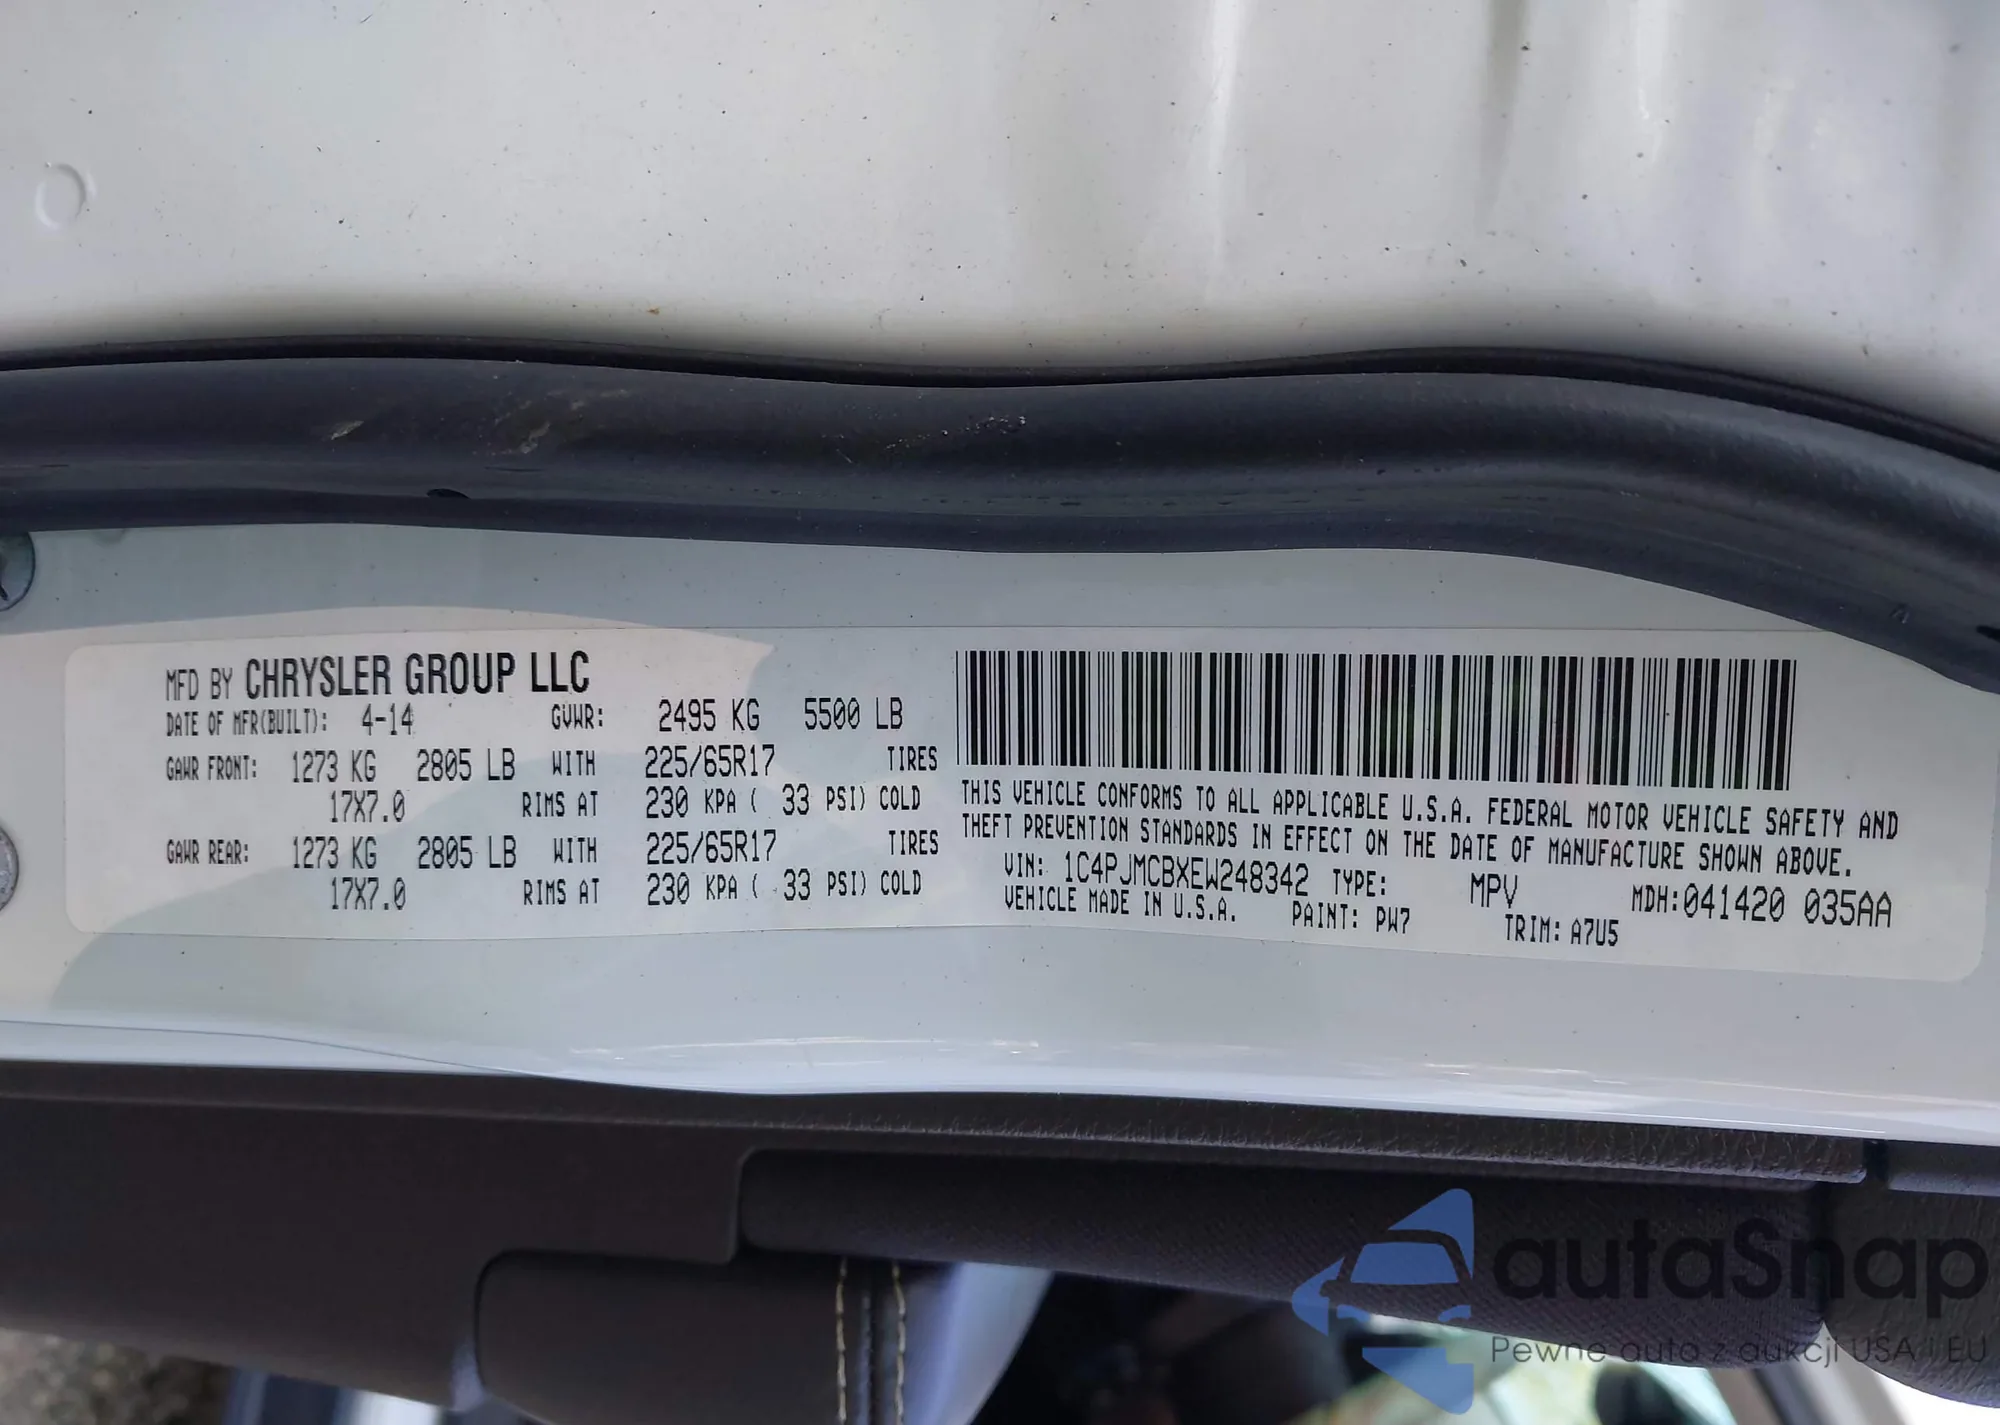 MFD BY CHRYSLER GROUP LLC
DATE OF MFR(BUILT): 4-14 GVWR: 2495 KG 5500 LB
GAWR FRONT: 1273 KG 2805 LB WITH 225/65R17 TIRES
17X7.0 RIMS AT 230 KPA ( 33 PSI) COLD
GAWR REAR: 1273 KG 2805 LB WITH 225/65R17 TIRES
17X7.0 RIMS AT 230 KPA ( 33 PSI) COLD
THIS VEHICLE CONFORMS TO ALL APPLICABLE U.S.A. FEDERAL MOTOR VEHICLE SAFETY AND
THEFT PREVENTION STANDARDS IN EFFECT ON THE DATE OF MANUFACTURE SHOWN ABOVE.
VIN: 1C4PJMCBXEW248342 TYPE: MPV MDH:041420 035AA
VEHICLE MADE IN U.S.A. PAINT: PW7 TRIM: A7U5
autaSnap
Pewne auto z aukcji USA i EU